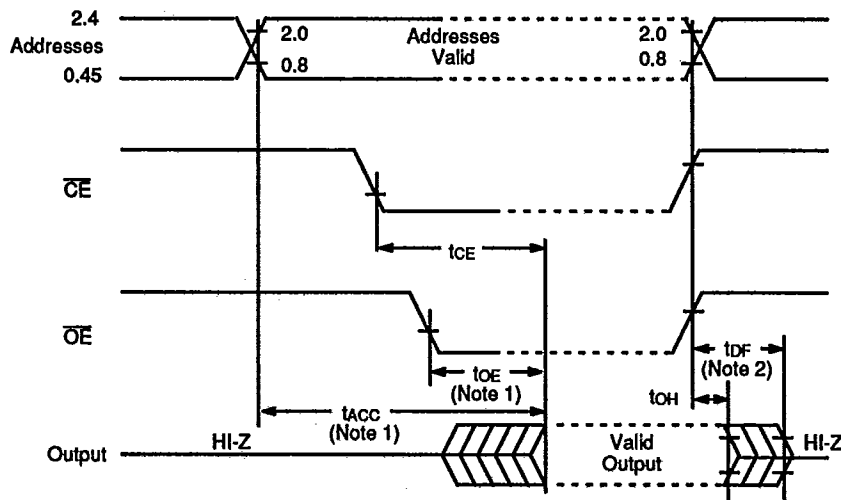 2.4
Addresses
0.45
2.0
0.8
Addresses
Valid
2.0
0.8
CE
tCE
OE
tOE
(Note 1)
tDF
(Note 2)
tOH
tACC
(Note 1)
Output
HI-Z
Valid
Output
HI-Z